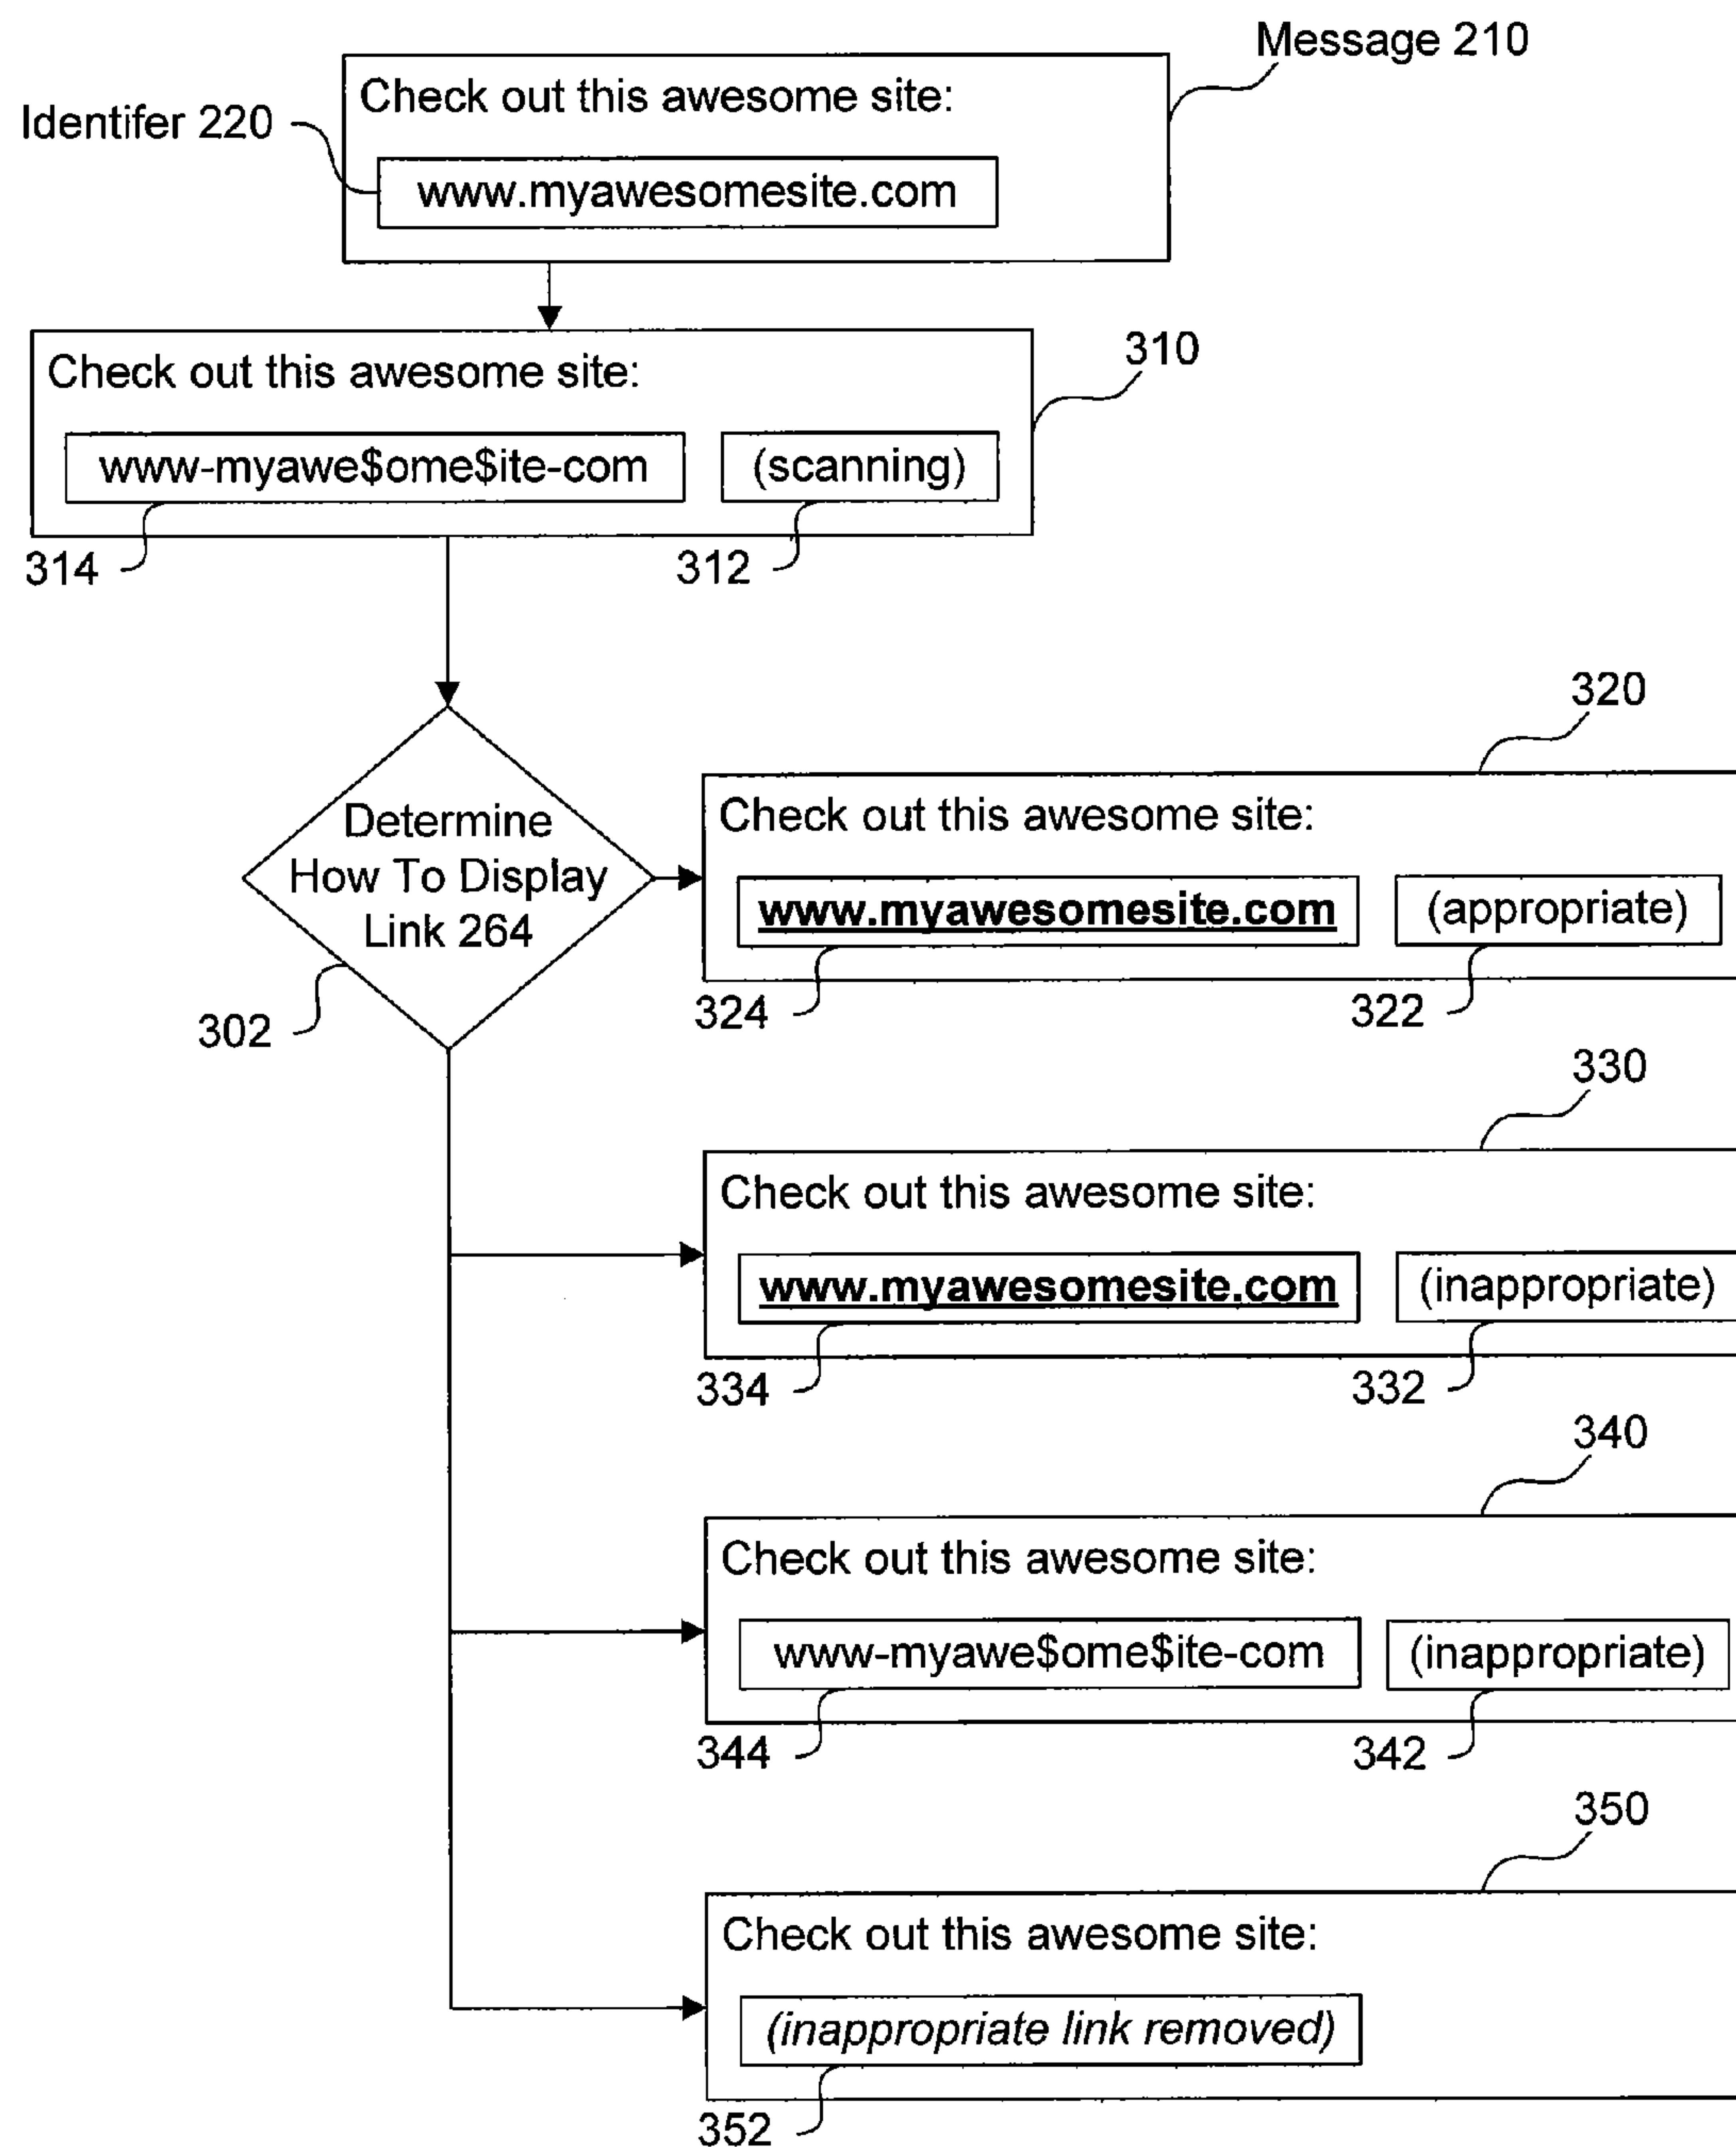 Message 210
Check out this awesome site:
Identifer 220
www.myawesomesite.com
310
Check out this awesome site:
www-myawe$ome$ite-com
(scanning)
314
312
320
Determine
How To Display
Link 264
302
Check out this awesome site:
www.myawesomesite.com
(appropriate)
324
322
330
Check out this awesome site:
www.myawesomesite.com
(inappropriate)
334
332
340
Check out this awesome site:
www-myawe$ome$ite-com
(inappropriate)
344
342
350
Check out this awesome site:
(inappropriate link removed)
352